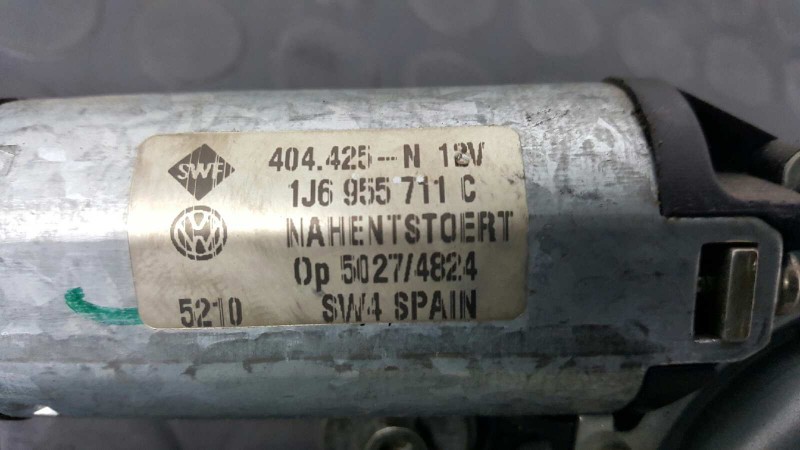 SWF 404.425--N 12V
1J6 955 711 C
NAHENTSTOERT
Op 5027/4824
5210 SW4 SPAIN